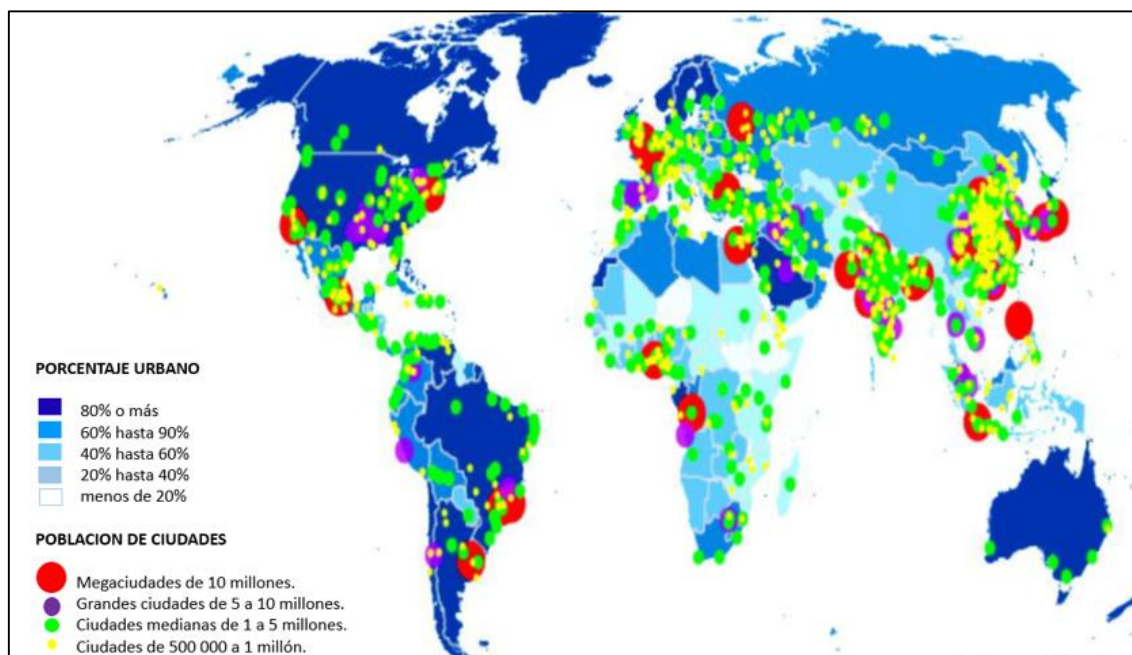 PORCENTAJE URBANO
80% o más
60% hasta 90%
40% hasta 60%
20% hasta 40%
menos de 20%
POBLACION DE CIUDADES
Megaciudades de 10 millones.
Grandes ciudades de 5 a 10 millones.
Ciudades medianas de 1 a 5 millones.
Ciudades de 500 000 a 1 millón.